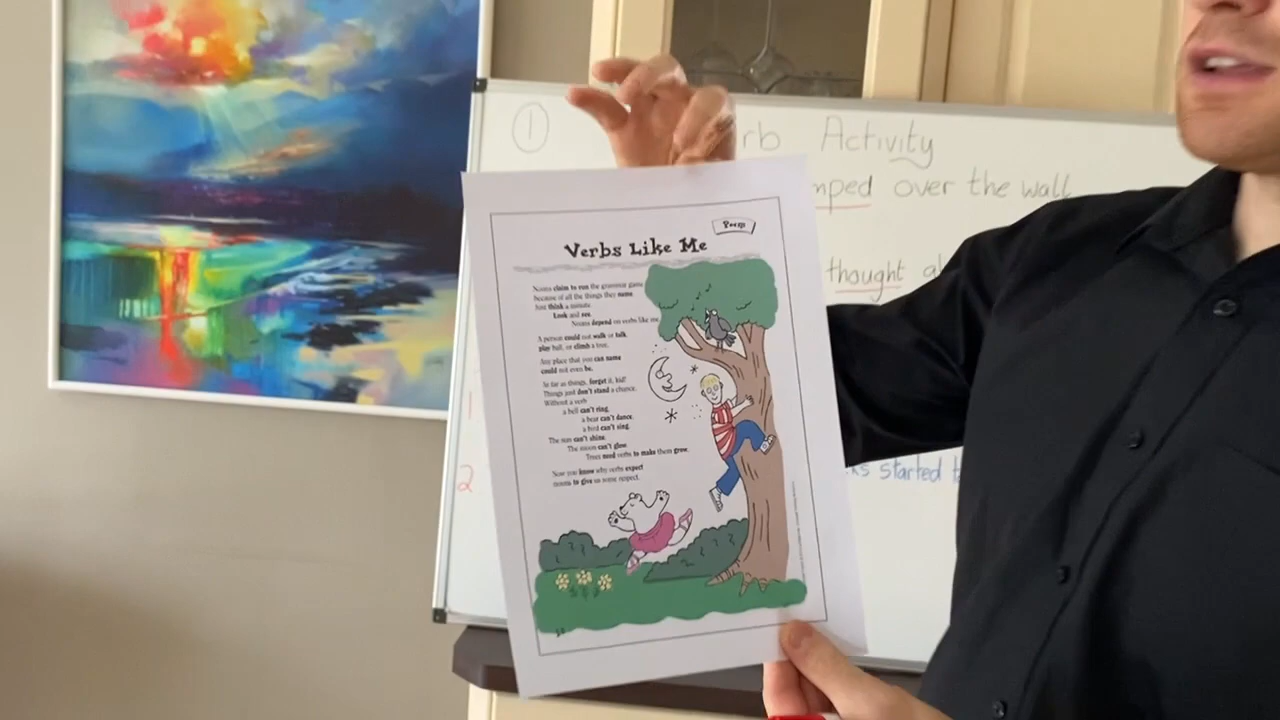 1
rb Activity
mped over the wall
thought a
1
2
s started t
Poem
Verbs Like Me
Nouns claim to run the grammar game
because of all the things they name.
Just think a minute.
Look and see.
Nouns depend on verbs like me.
A person could not walk or talk,
play ball, or climb a tree.
Any place that you can name
could not even be.
As far as things, forget it, kid!
Things just don't stand a chance.
Without a verb
a bell can't ring,
a bear can't dance,
a bird can't sing.
The sun can't shine.
The moon can't glow.
Trees need verbs to make them grow.
Now you know why verbs expect
nouns to give us some respect.